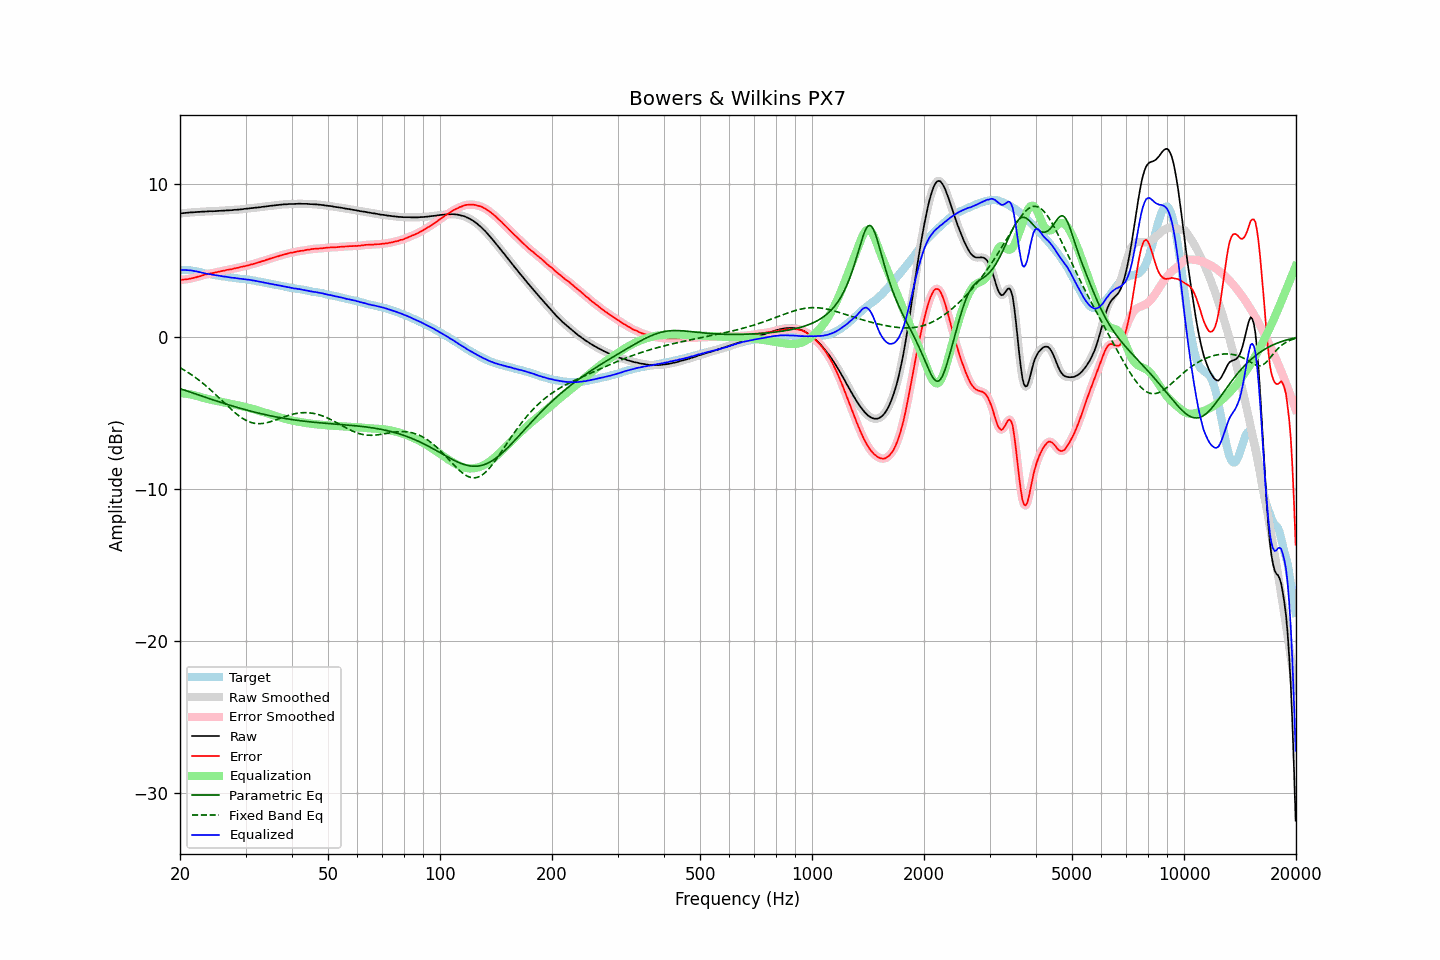 Bowers & Wilkins PX7
Amplitude (dBr)
10
0
−10
−20
−30
Target
Raw Smoothed
Error Smoothed
Raw
Error
Equalization
Parametric Eq
Fixed Band Eq
Equalized
20 50 100 200 500 1000 2000 5000 10000 20000
Frequency (Hz)